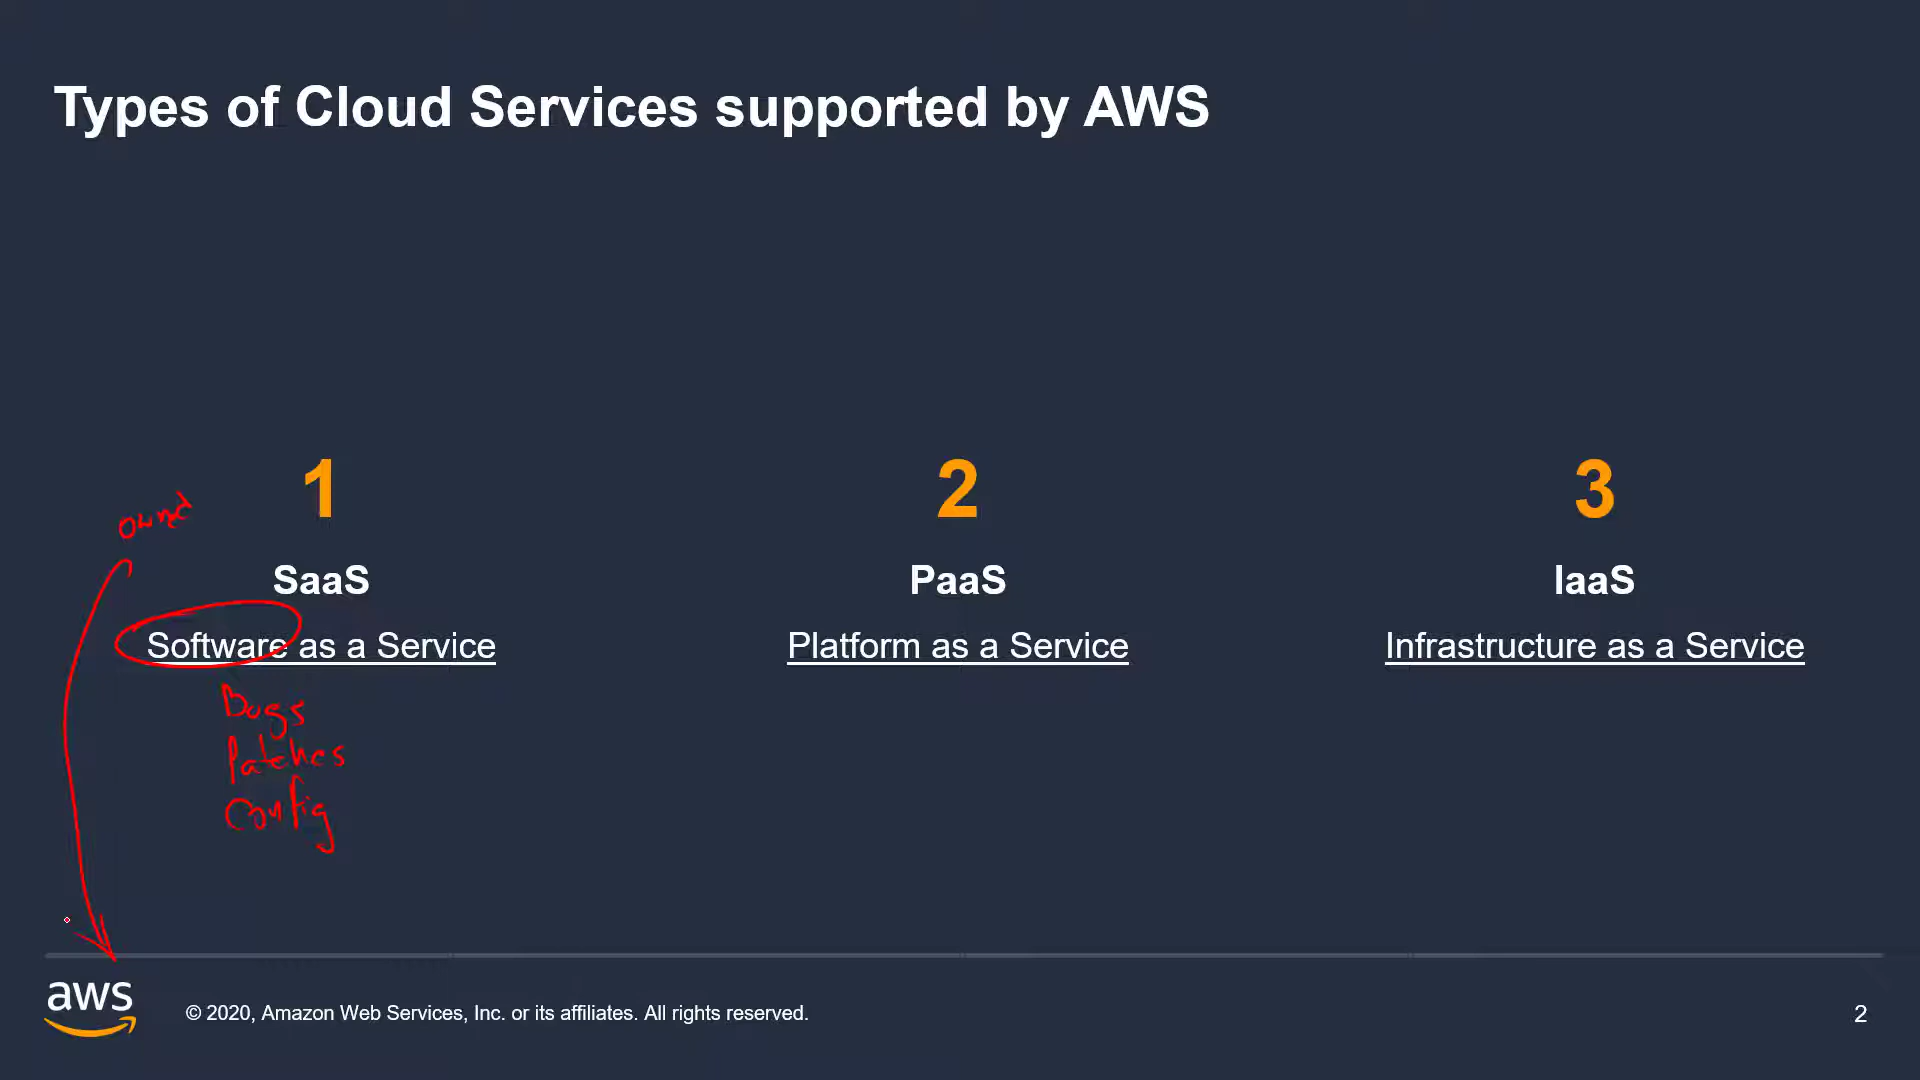 Types of Cloud Services supported by AWS
1
2
3
owned
SaaS
PaaS
IaaS
Software as a Service
Platform as a Service
Infrastructure as a Service
Bugs
Patches
Config
aws
© 2020, Amazon Web Services, Inc. or its affiliates. All rights reserved.
2